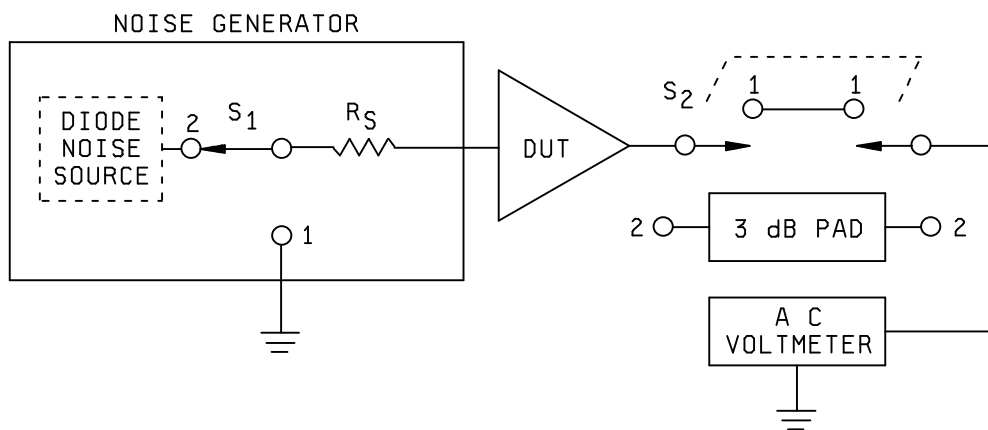 NOISE GENERATOR
DIODE
NOISE
SOURCE
2
S1
RS
1
DUT
S2
1
1
2
3 dB PAD
2
A C
VOLTMETER